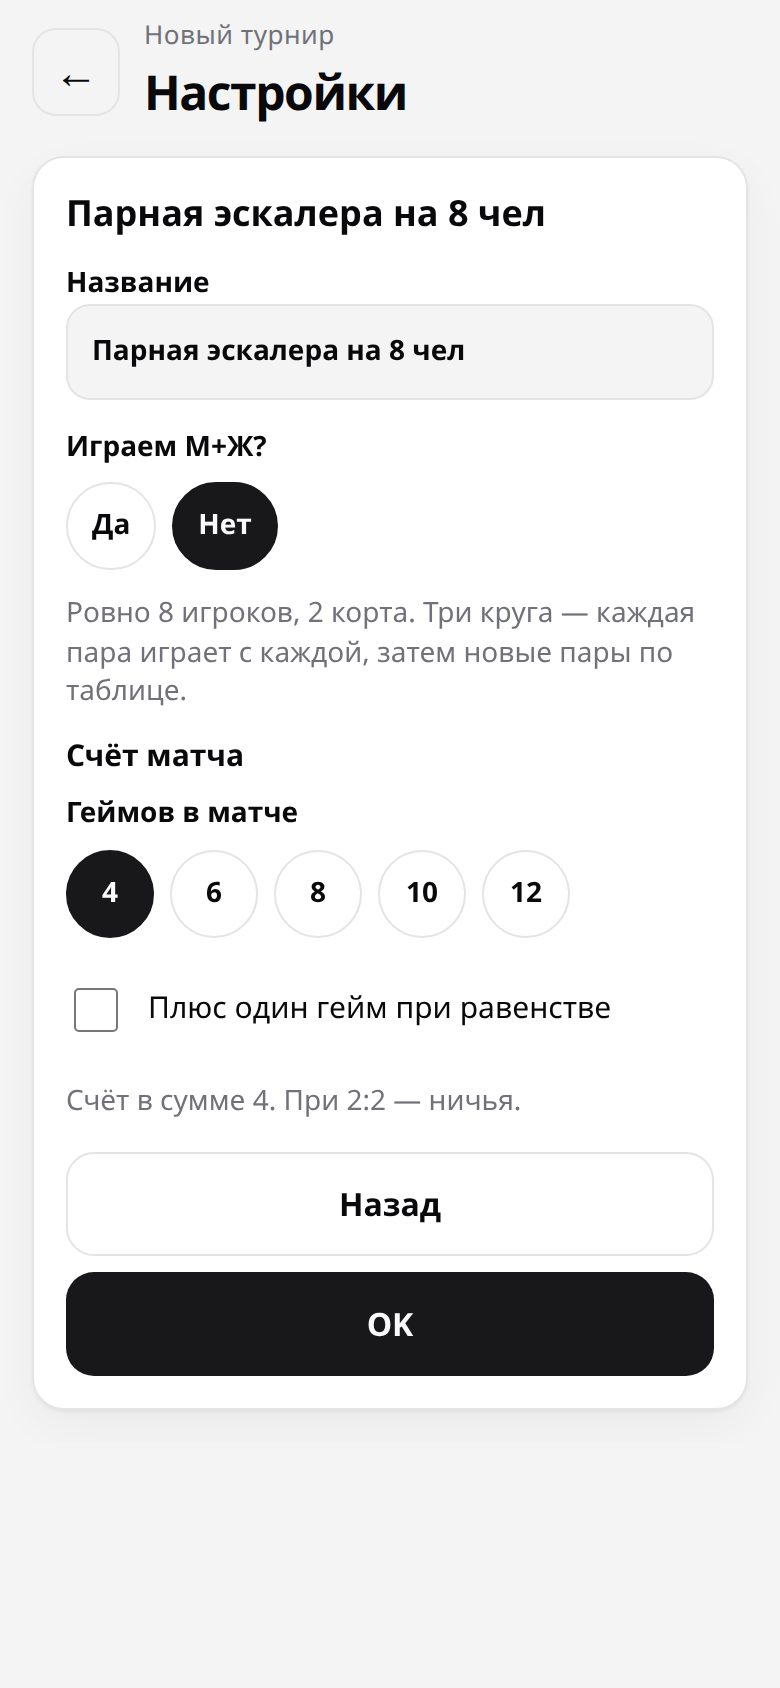 Новый турнир
←
Настройки
Парная эскалера на 8 чел
Название
Парная эскалера на 8 чел
Играем М+Ж?
Да Нет
Ровно 8 игроков, 2 корта. Три круга — каждая
пара играет с каждой, затем новые пары по
таблице.
Счёт матча
Геймов в матче
4 6 8 10 12
Плюс один гейм при равенстве
Счёт в сумме 4. При 2:2 — ничья.
Назад
OK